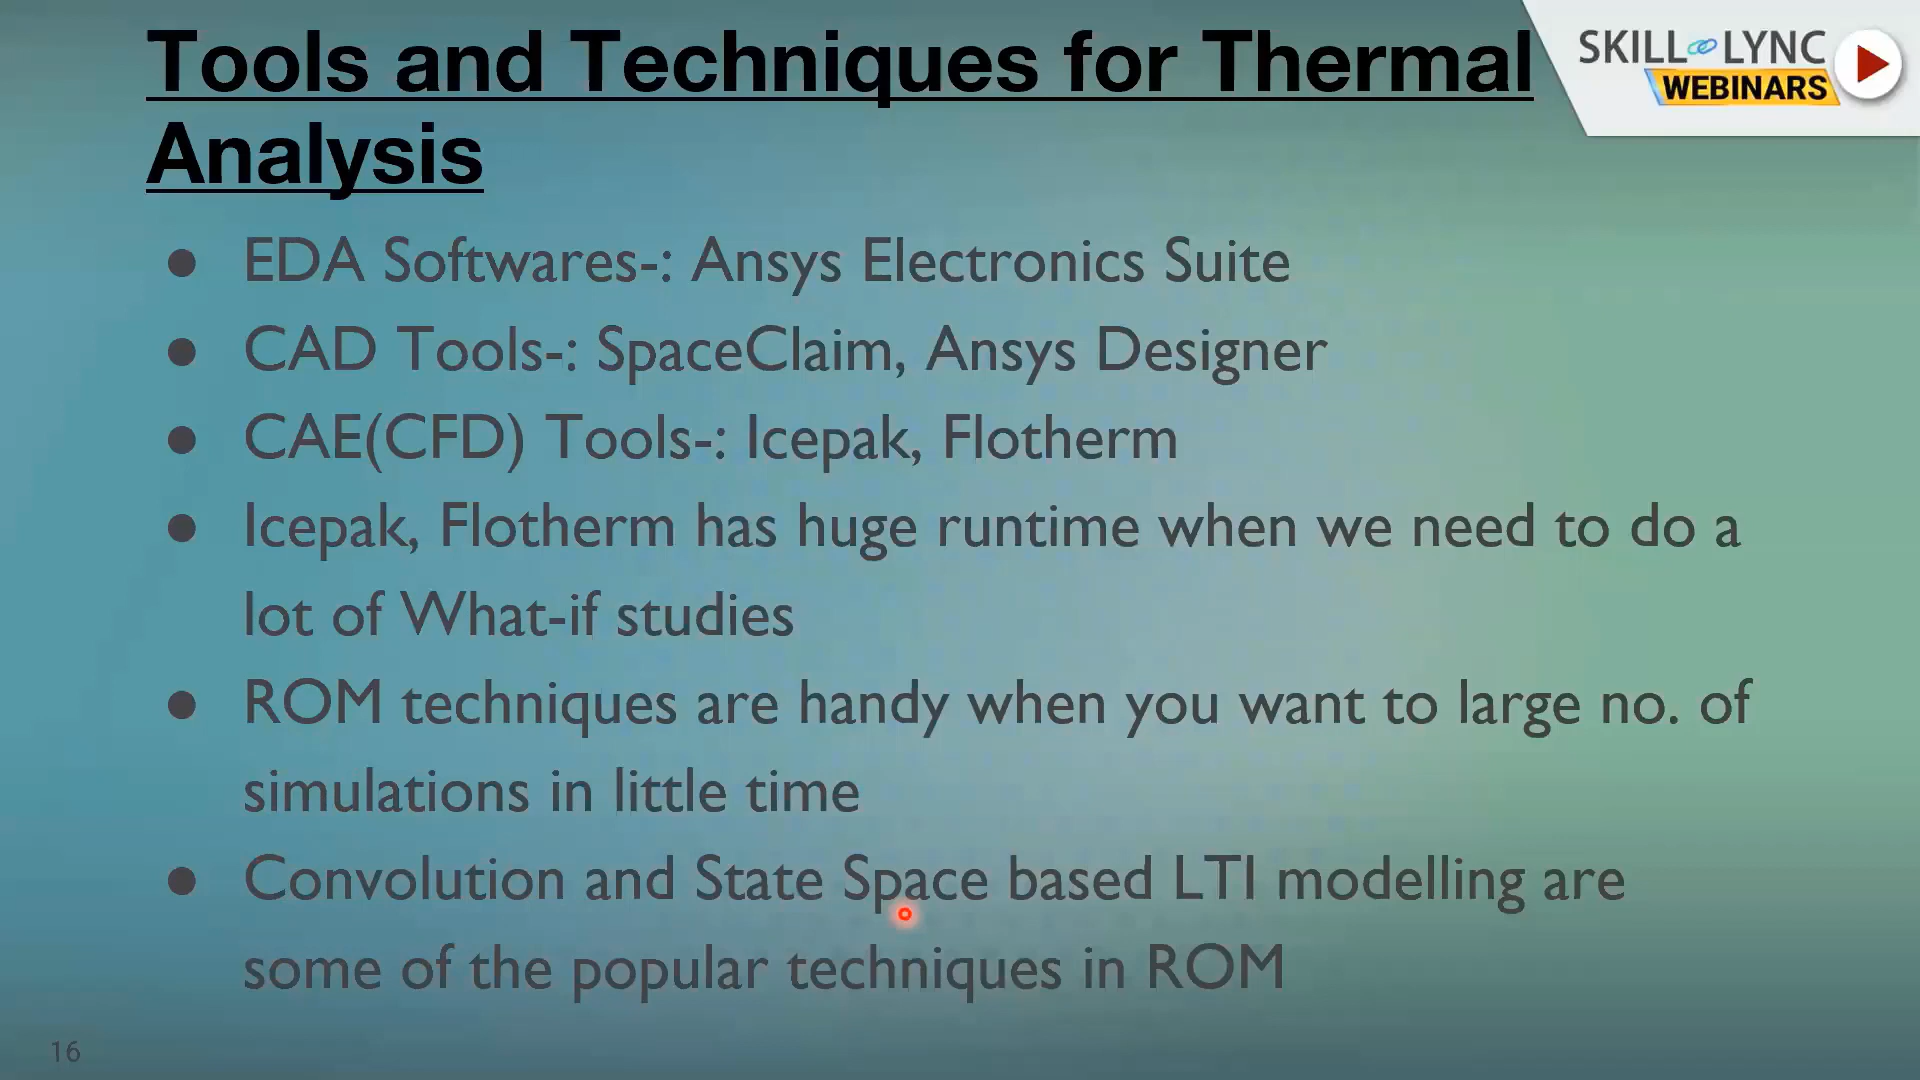 Tools and Techniques for Thermal
Analysis
SKILL LYNC
WEBINARS
● EDA Softwares-: Ansys Electronics Suite
● CAD Tools-: SpaceClaim, Ansys Designer
● CAE(CFD) Tools-: Icepak, Flotherm
● Icepak, Flotherm has huge runtime when we need to do a
lot of What-if studies
● ROM techniques are handy when you want to large no. of
simulations in little time
● Convolution and State Space based LTI modelling are
some of the popular techniques in ROM
16